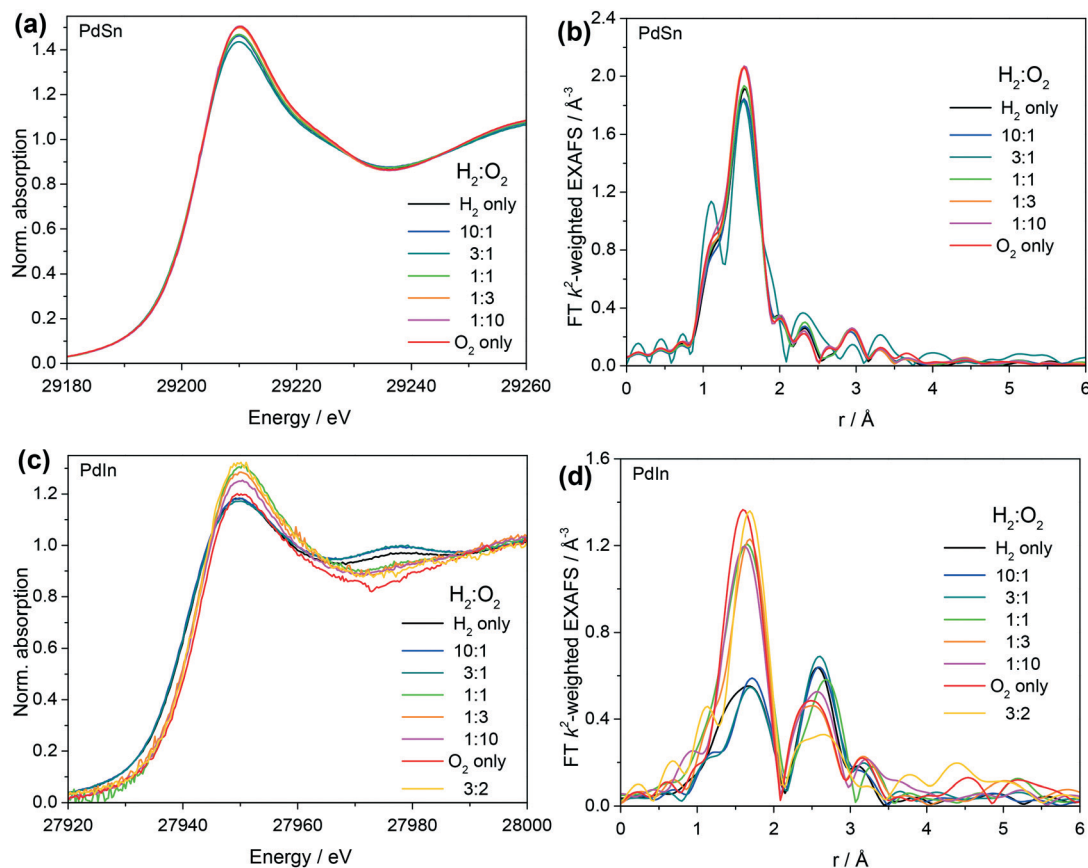 (a)
PdSn
Norm. absorption
1.4
1.2
1.0
0.8
0.6
0.4
0.2
0.0
H2:O2
H2 only
10:1
3:1
1:1
1:3
1:10
O2 only
29180 29200 29220 29240 29260
Energy / eV
(b)
PdSn
FT k²-weighted EXAFS / Å⁻³
2.4
2.0
1.6
1.2
0.8
0.4
0.0
H2:O2
H2 only
10:1
3:1
1:1
1:3
1:10
O2 only
0 1 2 3 4 5 6
r / Å
(c)
PdIn
Norm. absorption
1.2
1.0
0.8
0.6
0.4
0.2
0.0
H2:O2
H2 only
10:1
3:1
1:1
1:3
1:10
O2 only
3:2
27920 27940 27960 27980 28000
Energy / eV
(d)
PdIn
FT k²-weighted EXAFS / Å⁻³
1.6
1.2
0.8
0.4
0.0
H2:O2
H2 only
10:1
3:1
1:1
1:3
1:10
O2 only
3:2
0 1 2 3 4 5 6
r / Å